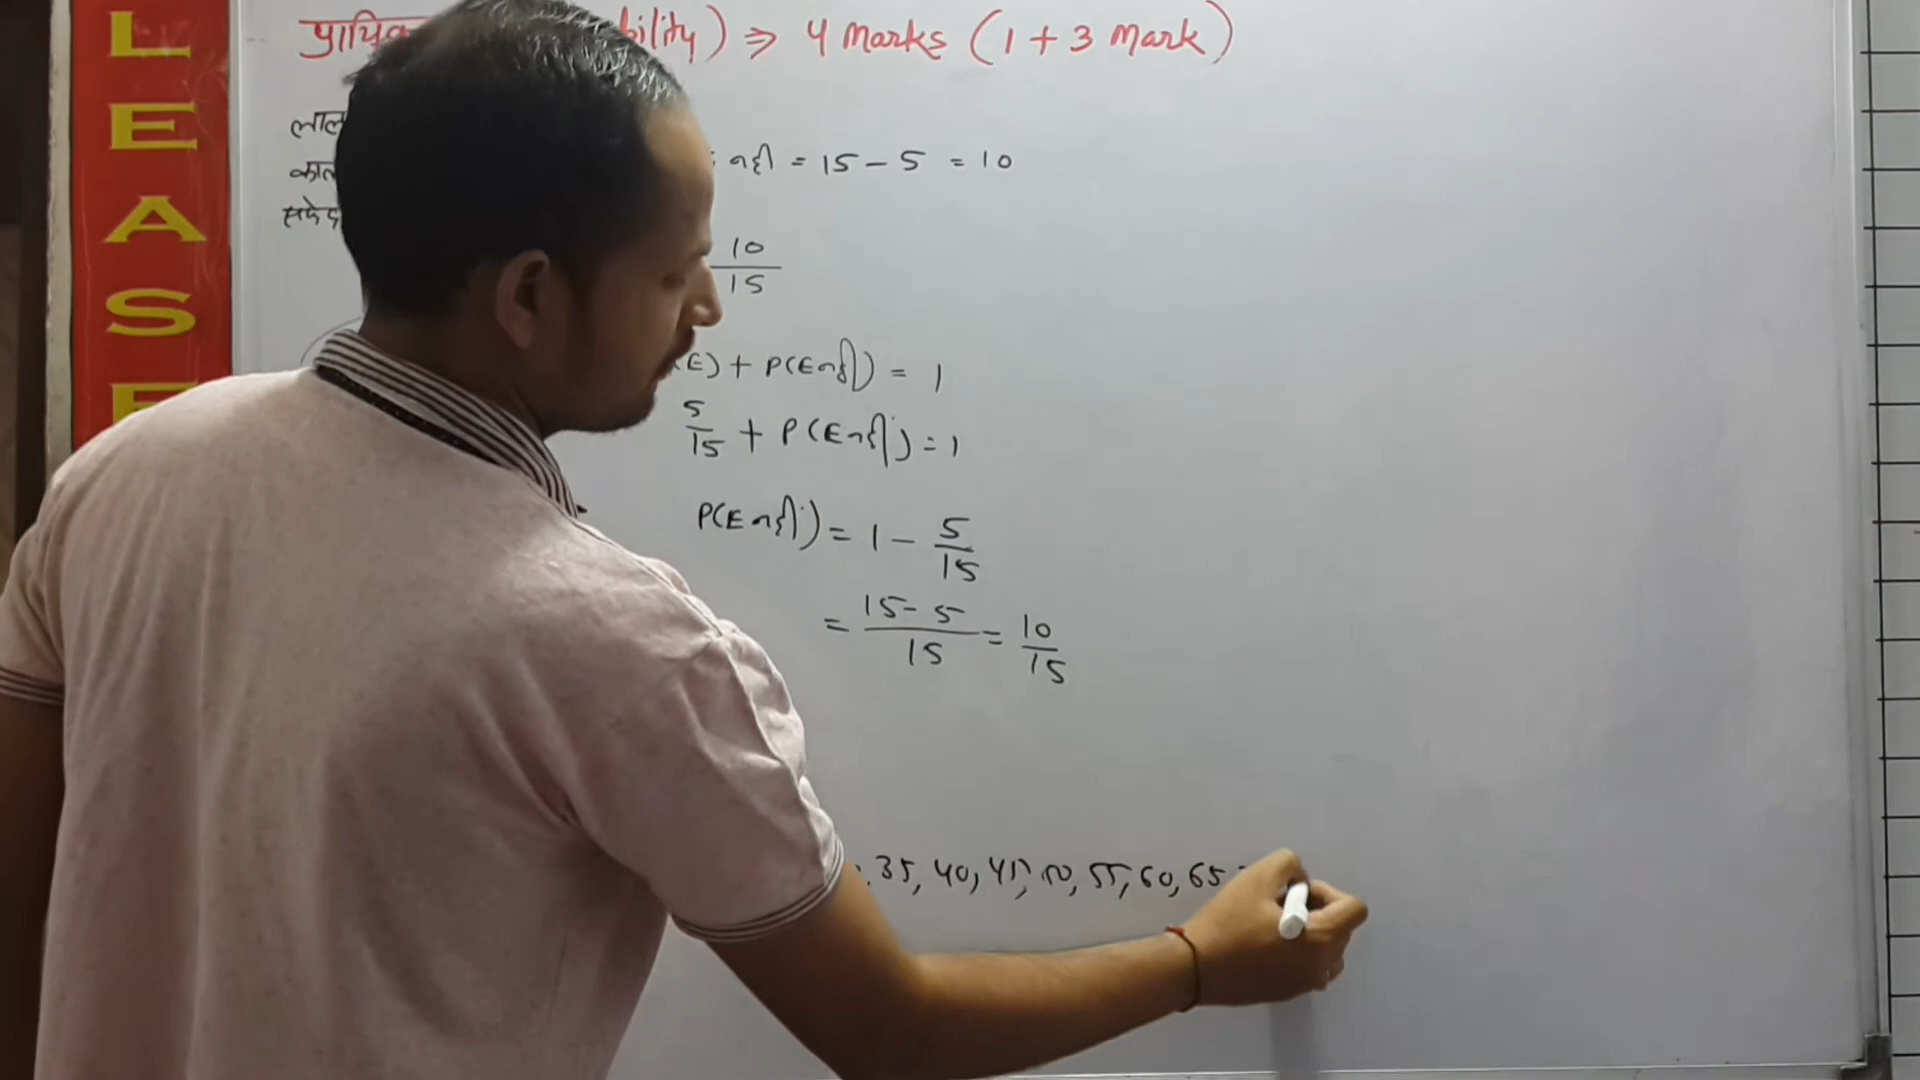 L
E
A
S
E
प्रायिक bility) ⇒ 4 Marks (1 + 3 Mark)
लाल
काल
सफेद
नहीं = 15 - 5 = 10
10
15
(E) + P(E नहीं) = 1
5/15 + P(E नहीं) = 1
P(E नहीं) = 1 - 5/15
= 15-5/15 = 10/15
35, 40, 45, 50, 55, 60, 65